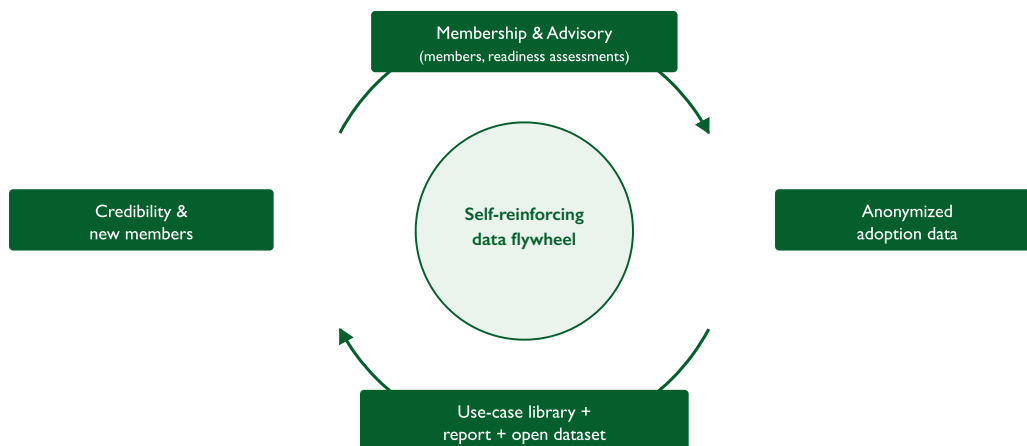 Membership & Advisory
(members, readiness assessments)
Credibility &
new members
Self-reinforcing
data flywheel
Anonymized
adoption data
Use-case library +
report + open dataset